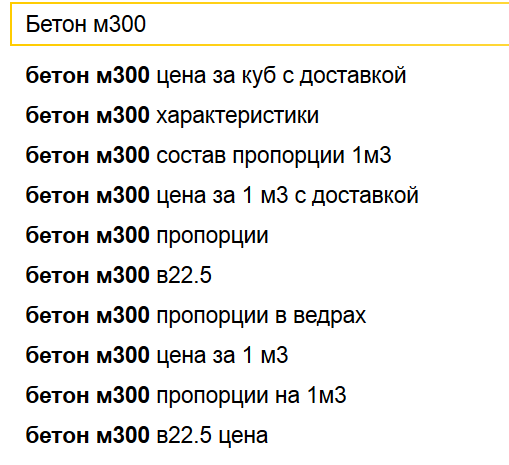 Бетон м300
бетон м300 цена за куб с доставкой
бетон м300 характеристики
бетон м300 состав пропорции 1м3
бетон м300 цена за 1 м3 с доставкой
бетон м300 пропорции
бетон м300 в22.5
бетон м300 пропорции в ведрах
бетон м300 цена за 1 м3
бетон м300 пропорции на 1м3
бетон м300 в22.5 цена